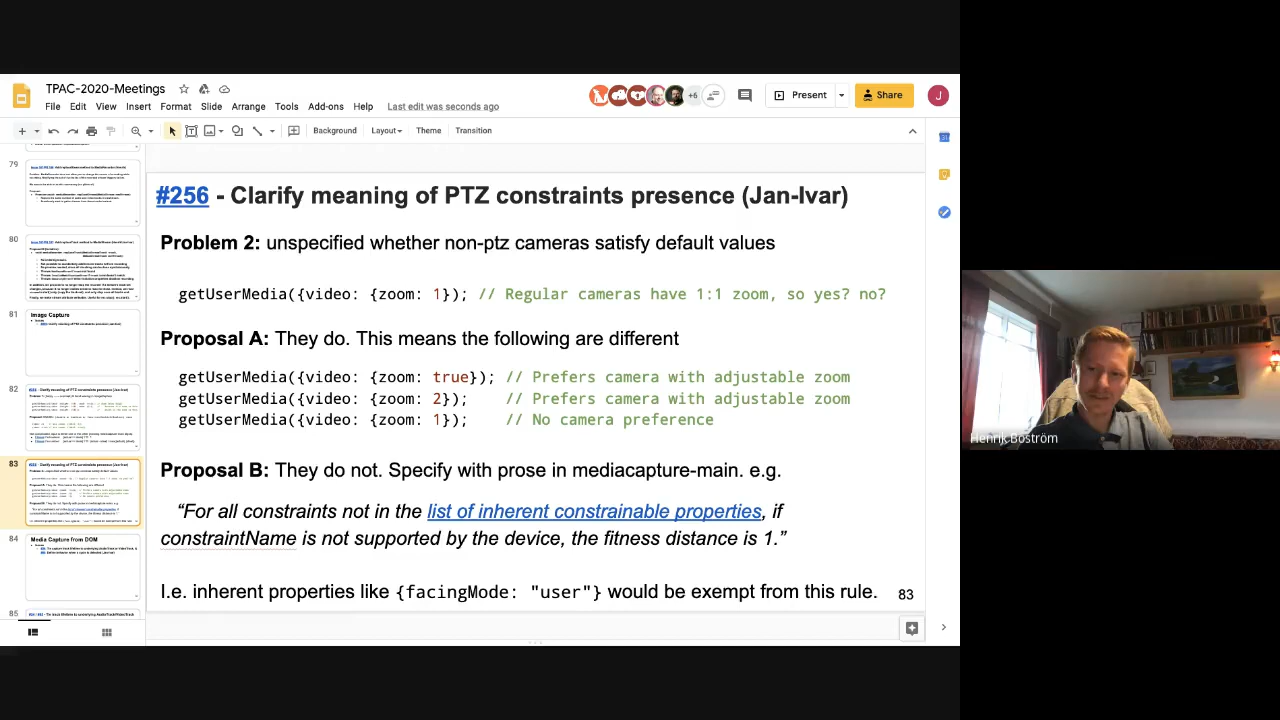 TPAC-2020-Meetings
File Edit View Insert Format Slide Arrange Tools Add-ons Help Last edit was seconds ago
+6
Present
Share
J
Background Layout Theme Transition
79
80
81
Image Capture
82
83
84
Media Capture from DOM
85
#256 - Clarify meaning of PTZ constraints presence (Jan-Ivar)
Problem 2: unspecified whether non-ptz cameras satisfy default values
getUserMedia({video: {zoom: 1}); // Regular cameras have 1:1 zoom, so yes? no?
Proposal A: They do. This means the following are different
getUserMedia({video: {zoom: true}); // Prefers camera with adjustable zoom
getUserMedia({video: {zoom: 2}); // Prefers camera with adjustable zoom
getUserMedia({video: {zoom: 1}); // No camera preference
Proposal B: They do not. Specify with prose in mediacapture-main, e.g.
“For all constraints not in the list of inherent constrainable properties, if
constraintName is not supported by the device, the fitness distance is 1.”
I.e. inherent properties like {facingMode: "user"} would be exempt from this rule.
83
Henrik Boström